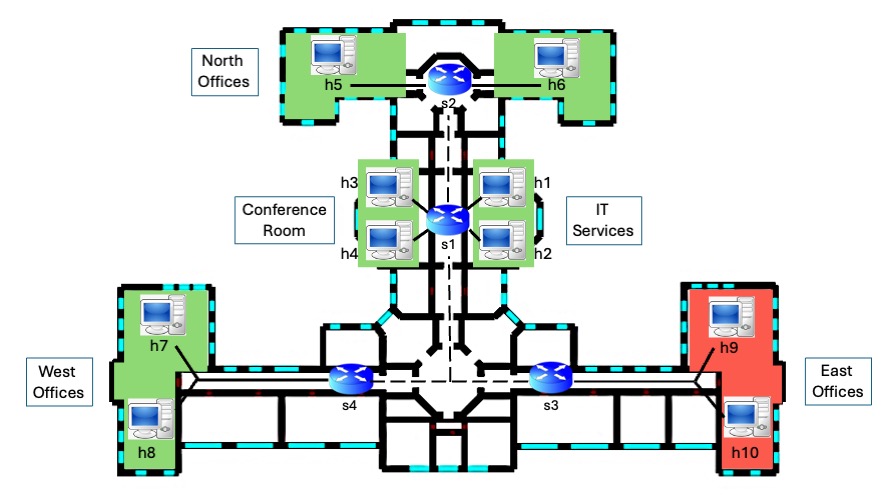 North
Offices
h5
h6
s2
h3
h1
Conference
Room
IT
Services
s1
h4
h2
h7
h9
West
Offices
East
Offices
s4
s3
h8
h10